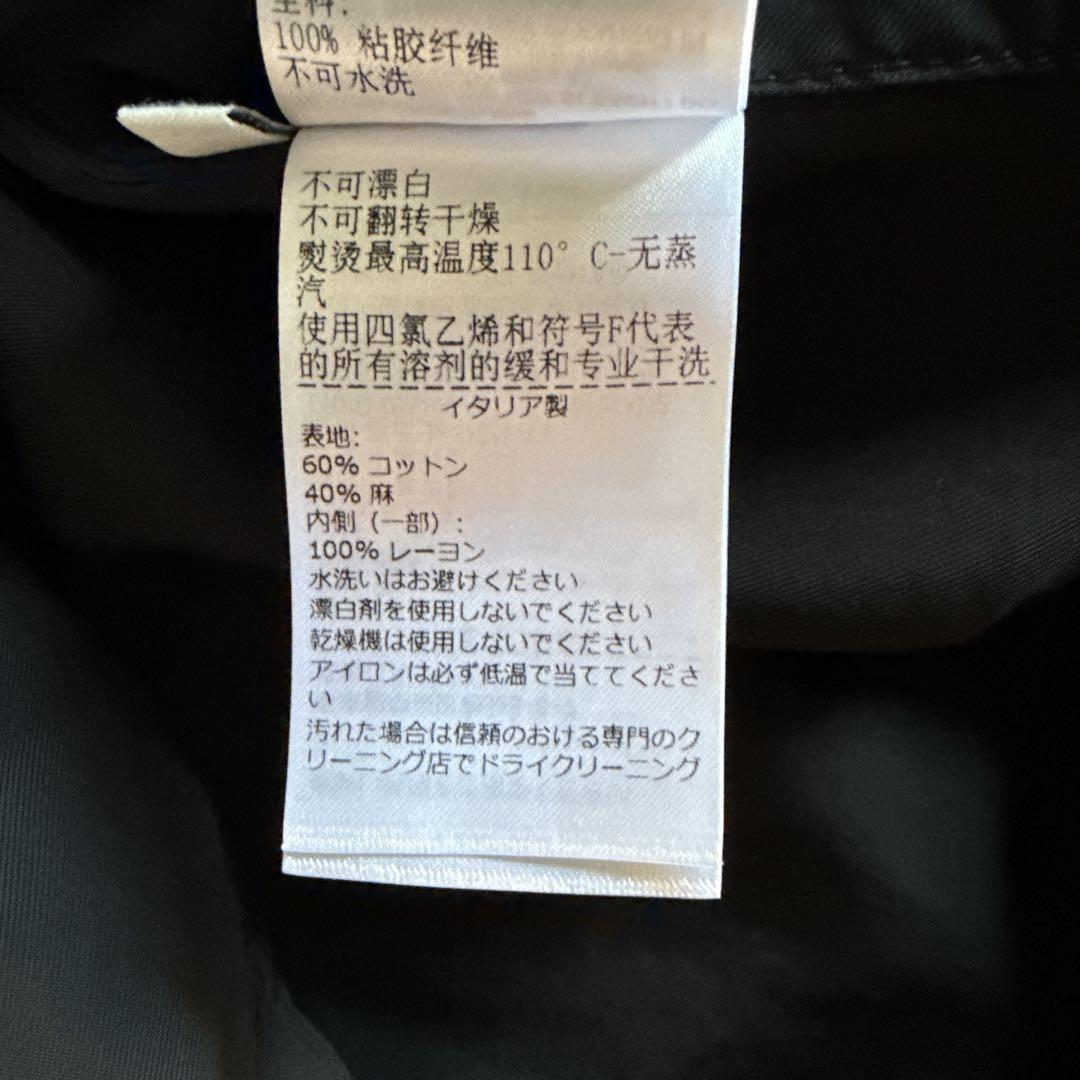 100% 粘胶纤维
不可水洗
不可漂白
不可翻转干燥
熨烫最高温度110° C-无蒸
汽
使用四氯乙烯和符号F代表
的所有溶剂的缓和专业干洗
イタリア製
表地:
60% コットン
40% 麻
内側 (一部) :
100% レーヨン
水洗いはお避けください
漂白剤を使用しないでください
乾燥機は使用しないでください
アイロンは必ず低温で当ててくださ
い
汚れた場合は信頼のおける専門のク
リーニング店でドライクリーニング